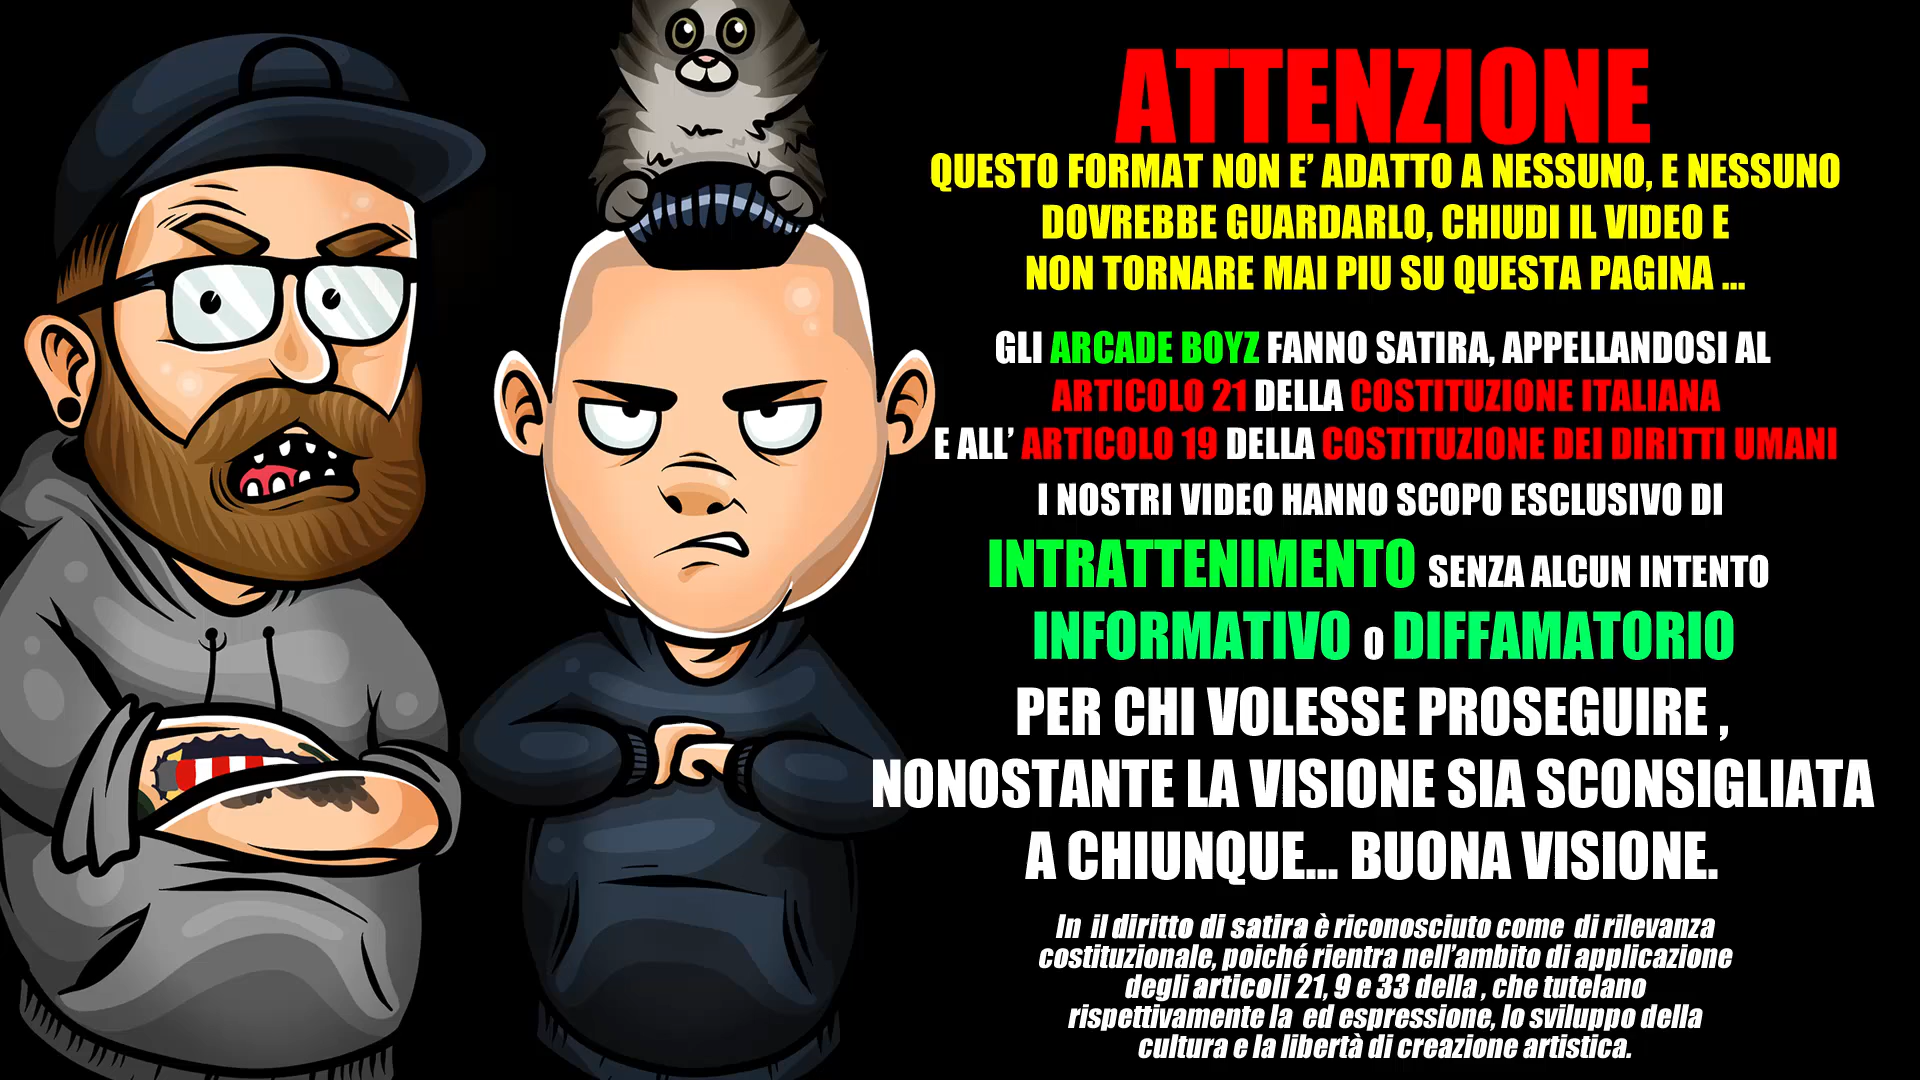 ATTENZIONE
QUESTO FORMAT NON E' ADATTO A NESSUNO, E NESSUNO
DOVREBBE GUARDARLO, CHIUDI IL VIDEO E
NON TORNARE MAI PIU SU QUESTA PAGINA ...
GLI ARCADE BOYZ FANNO SATIRA, APPELLANDOSI AL
ARTICOLO 21 DELLA COSTITUZIONE ITALIANA
E ALL' ARTICOLO 19 DELLA COSTITUZIONE DEI DIRITTI UMANI
I NOSTRI VIDEO HANNO SCOPO ESCLUSIVO DI
INTRATTENIMENTO SENZA ALCUN INTENTO
INFORMATIVO O DIFFAMATORIO
PER CHI VOLESSE PROSEGUIRE ,
NONOSTANTE LA VISIONE SIA SCONSIGLIATA
A CHIUNQUE... BUONA VISIONE.
In il diritto di satira è riconosciuto come di rilevanza
costituzionale, poiché rientra nell'ambito di applicazione
degli articoli 21, 9 e 33 della , che tutelano
rispettivamente la ed espressione, lo sviluppo della
cultura e la libertà di creazione artistica.